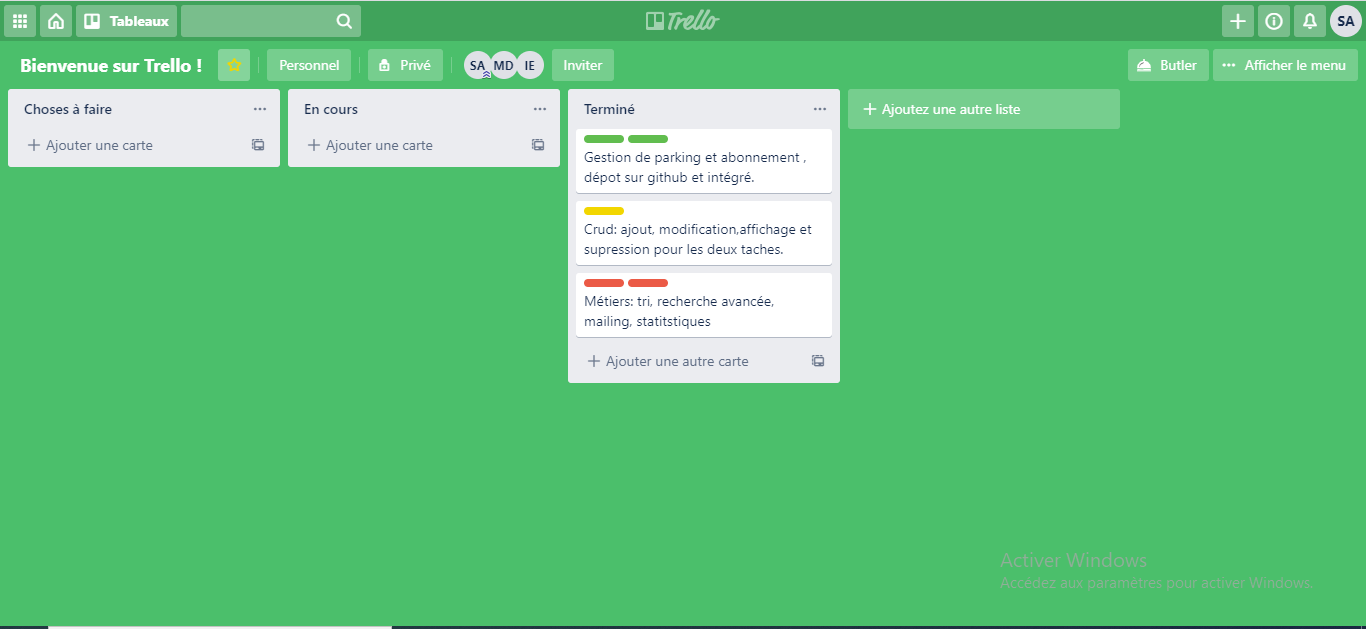 Tableaux
Trello
SA
Bienvenue sur Trello !
Personnel
Privé
SA MD IE
Inviter
Butler
Afficher le menu
Choses à faire
Ajouter une carte
En cours
Ajouter une carte
Terminé
Gestion de parking et abonnement ,
dépot sur github et intégré.
Crud: ajout, modification,affichage et
supression pour les deux taches.
Métiers: tri, recherche avancée,
mailing, statitstiques
Ajouter une autre carte
Ajoutez une autre liste
Activer Windows
Accédez aux paramètres pour activer Windows.